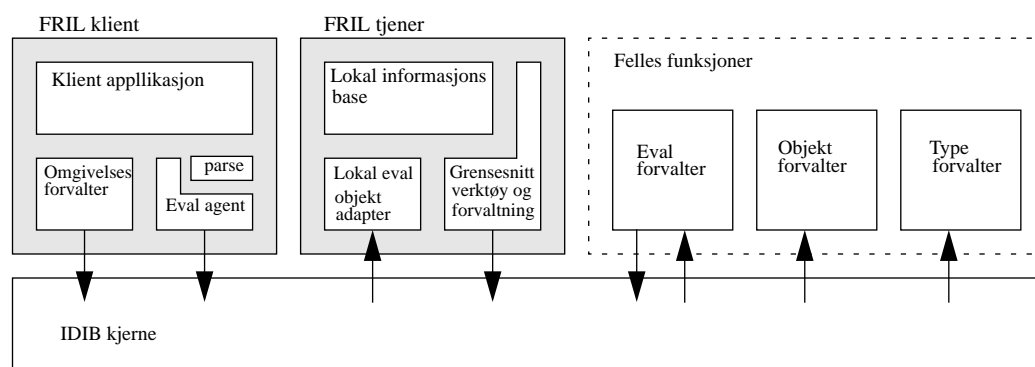 FRIL klient
FRIL tjener
Klient appllikasjon
Omgivelses
forvalter
parse
Eval agent
Lokal informasjons
base
Lokal eval
objekt
adapter
Grensesnitt
verktøy og
forvaltning
Felles funksjoner
Eval
forvalter
Objekt
forvalter
Type
forvalter
IDIB kjerne